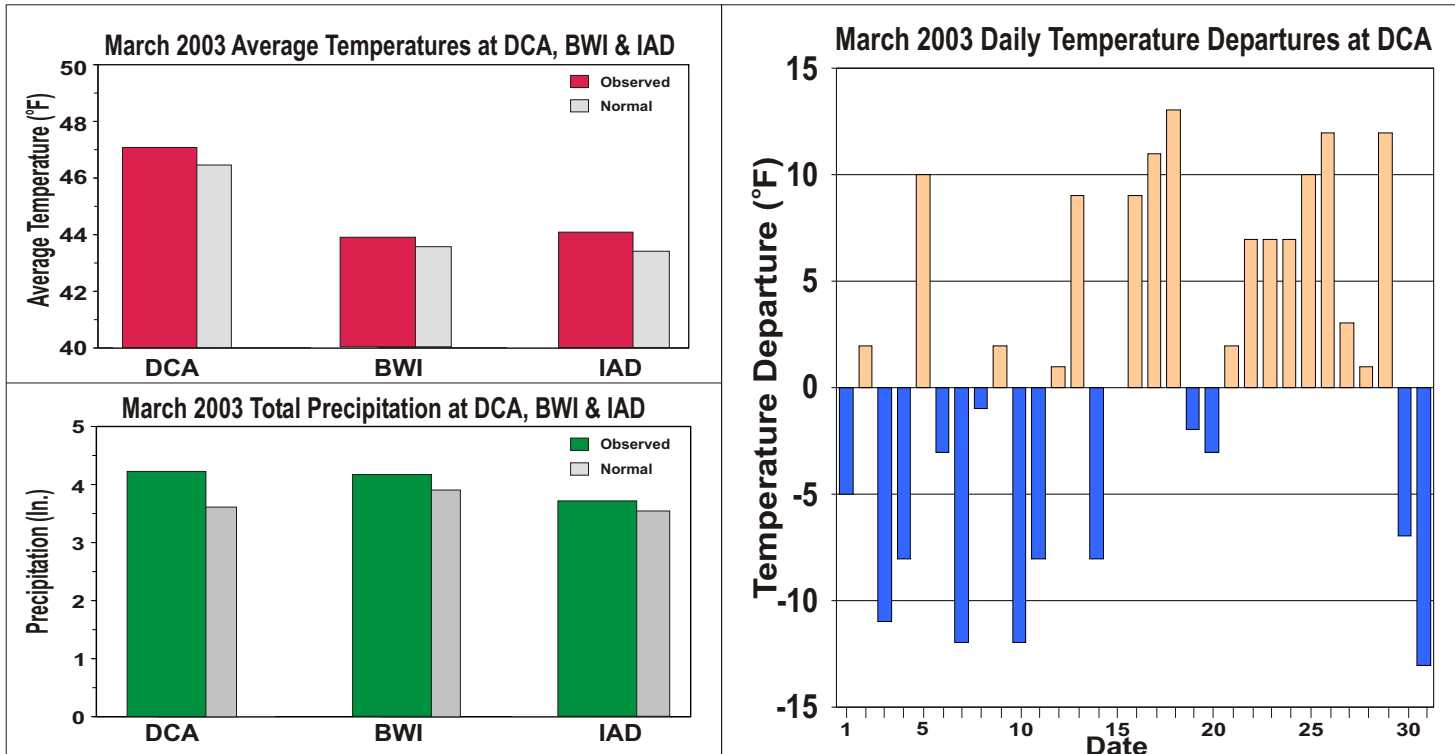 March 2003 Average Temperatures at DCA, BWI & IAD
Average Temperature (°F)
50
48
46
44
42
40
Observed
Normal
DCA BWI IAD
March 2003 Total Precipitation at DCA, BWI & IAD
Precipitation (In.)
5
4
3
2
1
0
Observed
Normal
DCA BWI IAD
March 2003 Daily Temperature Departures at DCA
Temperature Departure (°F)
15
10
5
0
-5
-10
-15
1 5 10 15 20 25 30
Date